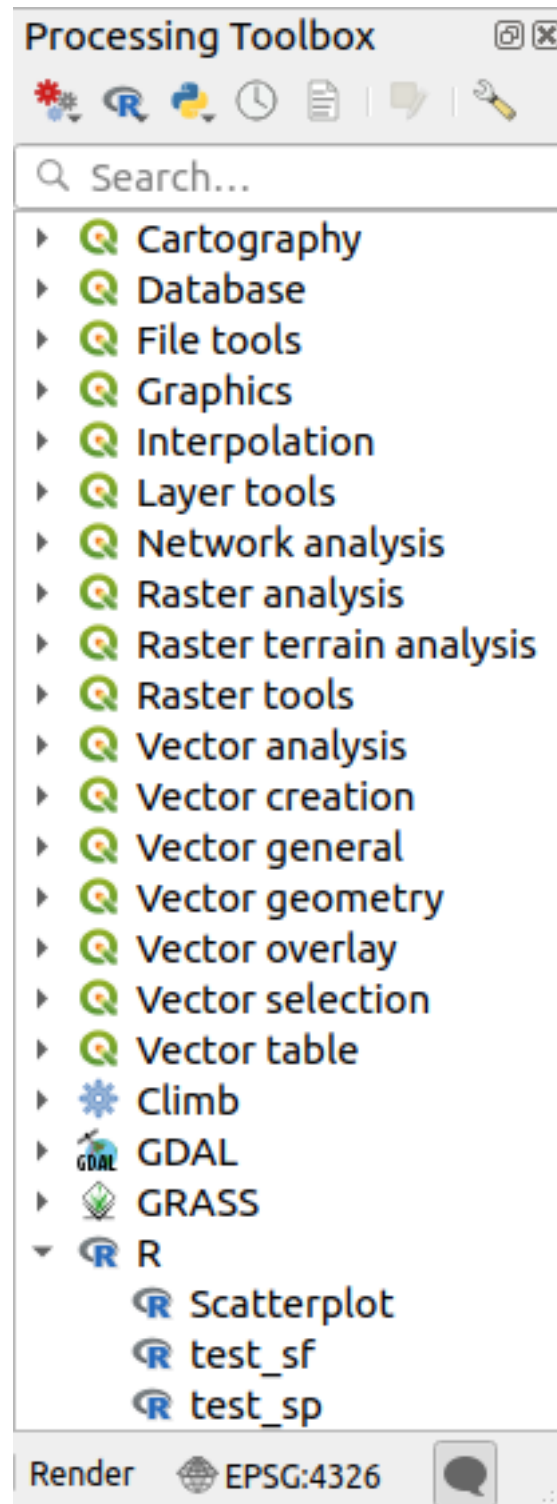 Processing Toolbox
Search...
Cartography
Database
File tools
Graphics
Interpolation
Layer tools
Network analysis
Raster analysis
Raster terrain analysis
Raster tools
Vector analysis
Vector creation
Vector general
Vector geometry
Vector overlay
Vector selection
Vector table
Climb
GDAL GDAL
GRASS
R R
R Scatterplot
R test_sf
R test_sp
Render EPSG:4326